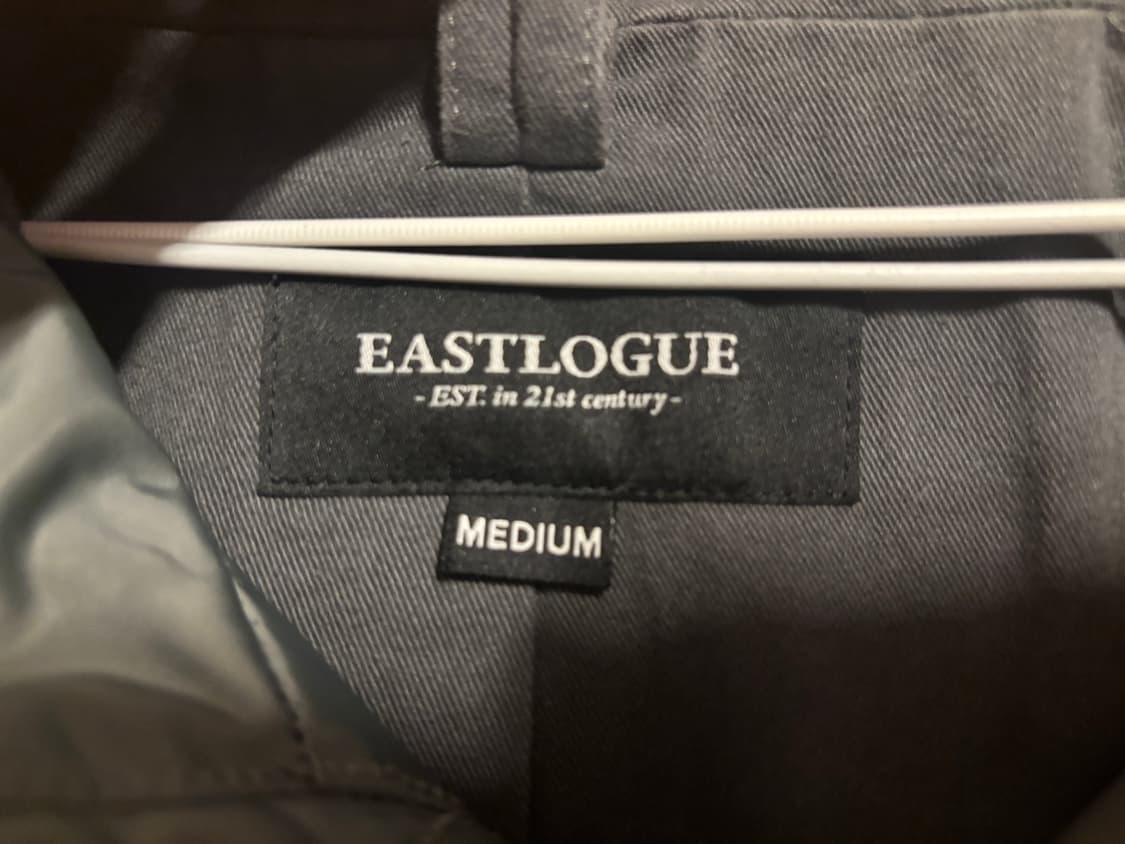 EASTLOGUE
-EST. in 21st century-
MEDIUM